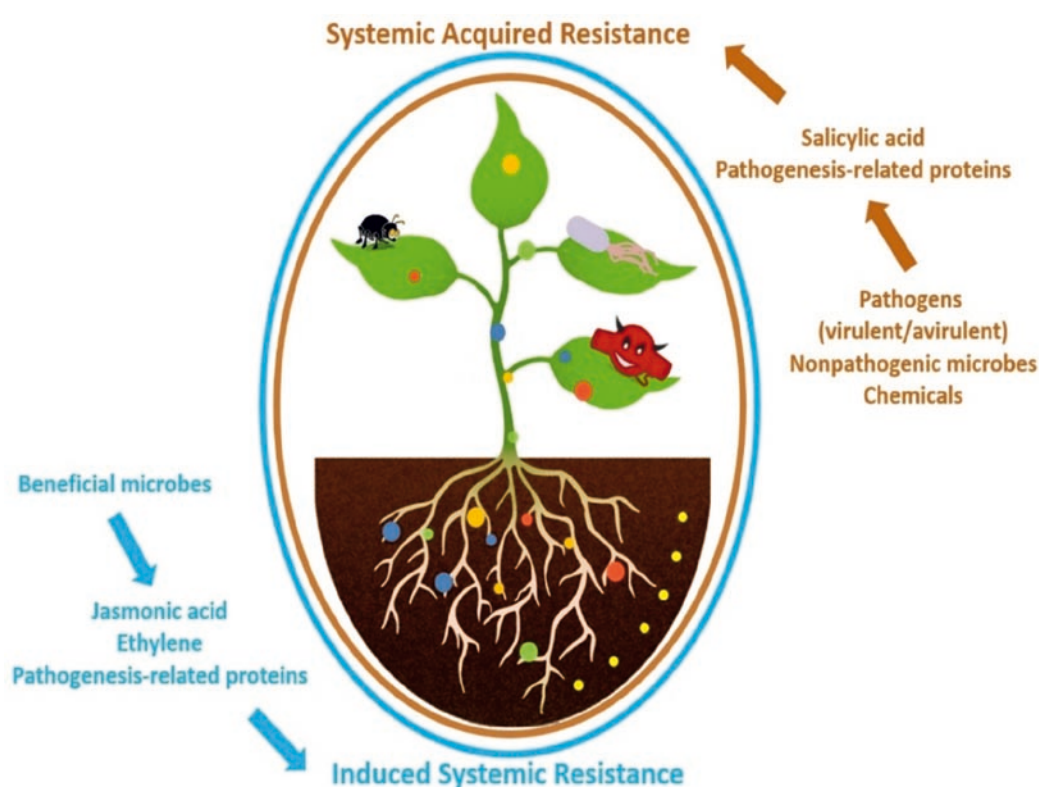 Systemic Acquired Resistance
Salicylic acid
Pathogenesis-related proteins
Pathogens
(virulent/avirulent)
Nonpathogenic microbes
Chemicals
Beneficial microbes
Jasmonic acid
Ethylene
Pathogenesis-related proteins
Induced Systemic Resistance